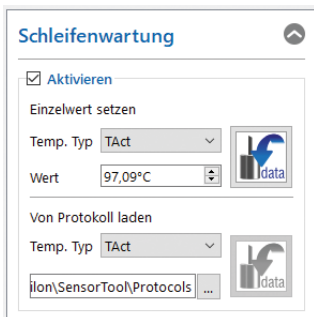 Schleifenwartung
Aktivieren
Einzelwert setzen
Temp. Typ TAct
Wert 97,09°C
data
Von Protokoll laden
Temp. Typ TAct
ilon\SensorTool\Protocols ...
data